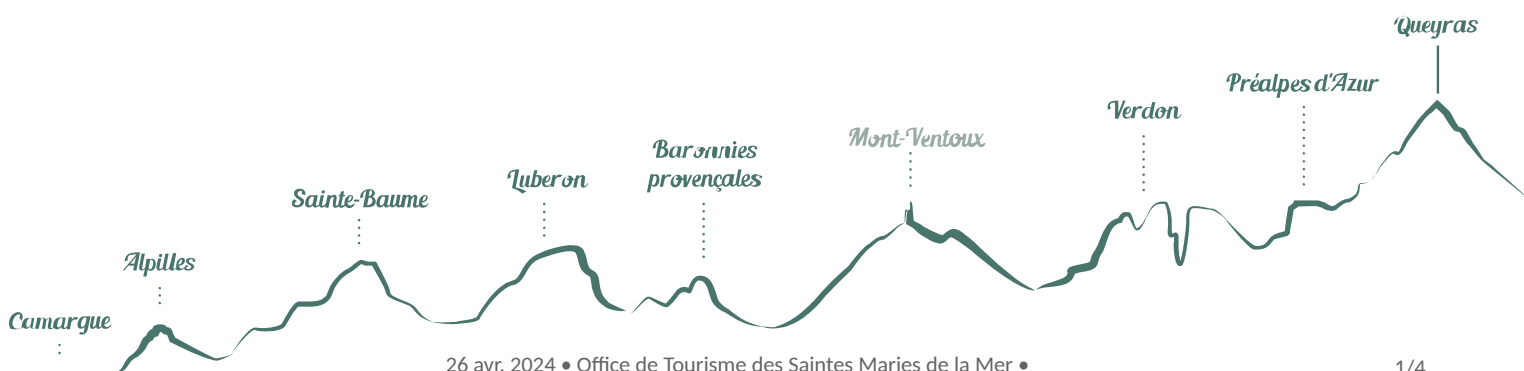 Queyras
Préalpes d'Azur
Verdon
Mont-Ventoux
Baronnies
provençales
Luberon
Sainte-Baume
Alpilles
Camargue
26 avr. 2024 ● Office de Tourisme des Saintes Maries de la Mer ●
1/4